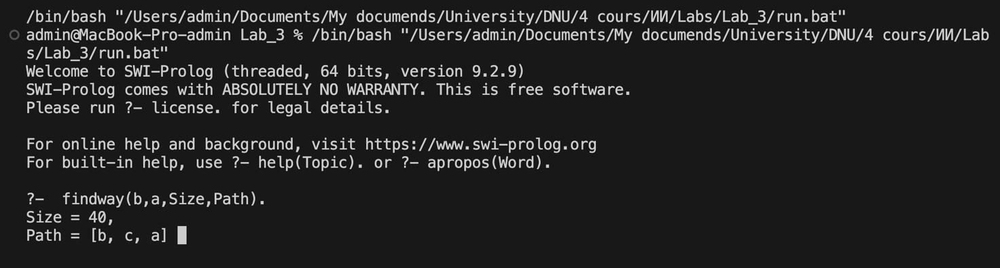 /bin/bash "/Users/admin/Documents/My documends/University/DNU/4 cours/ИИ/Labs/Lab_3/run.bat"
admin@MacBook-Pro-admin Lab_3 % /bin/bash "/Users/admin/Documents/My documends/University/DNU/4 cours/ИИ/Lab
s/Lab_3/run.bat"
Welcome to SWI-Prolog (threaded, 64 bits, version 9.2.9)
SWI-Prolog comes with ABSOLUTELY NO WARRANTY. This is free software.
Please run ?- license. for legal details.

For online help and background, visit https://www.swi-prolog.org
For built-in help, use ?- help(Topic). or ?- apropos(Word).

?-  findway(b,a,Size,Path).
Size = 40,
Path = [b, c, a]